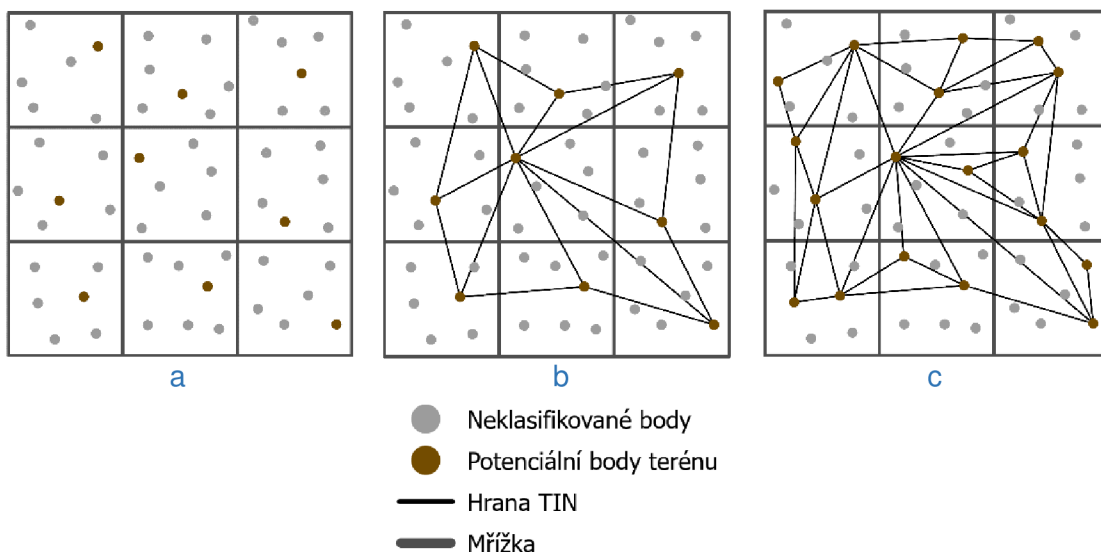 a
b
c
Neklasifikované body
Potenciální body terénu
Hrana TIN
Mřížka